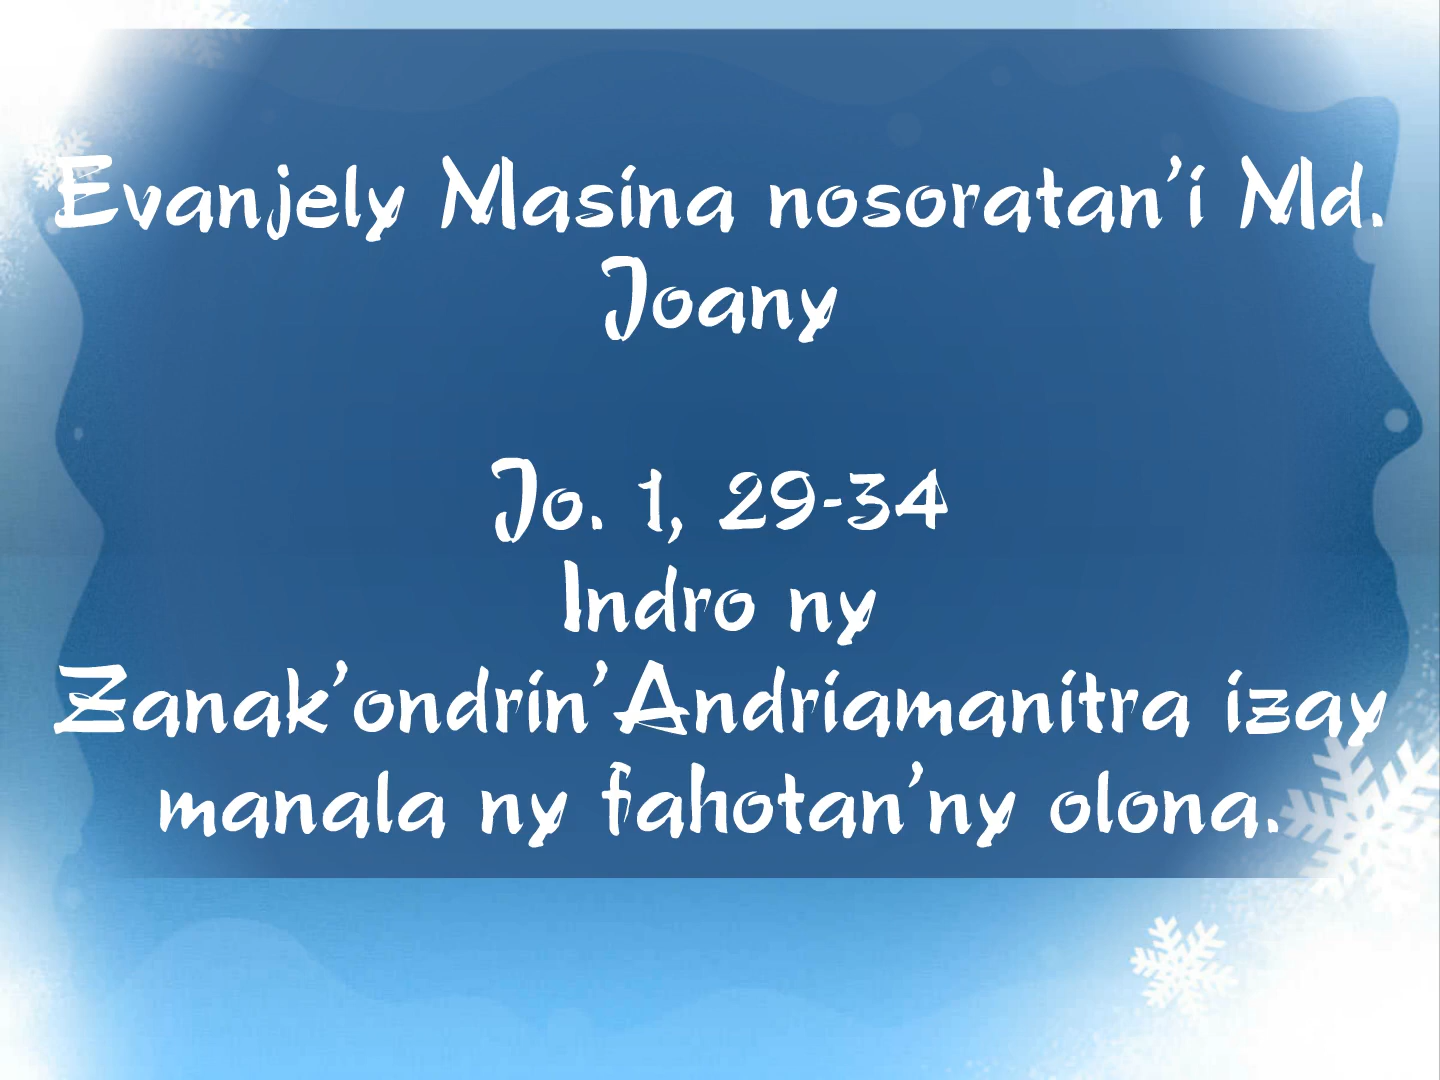 Evanjely Masina nosoratan’i Md.
Joany
Jo. 1, 29-34
Indro ny
Zanak’ondrin’Andriamanitra izay
manala ny fahotan’ny olona.